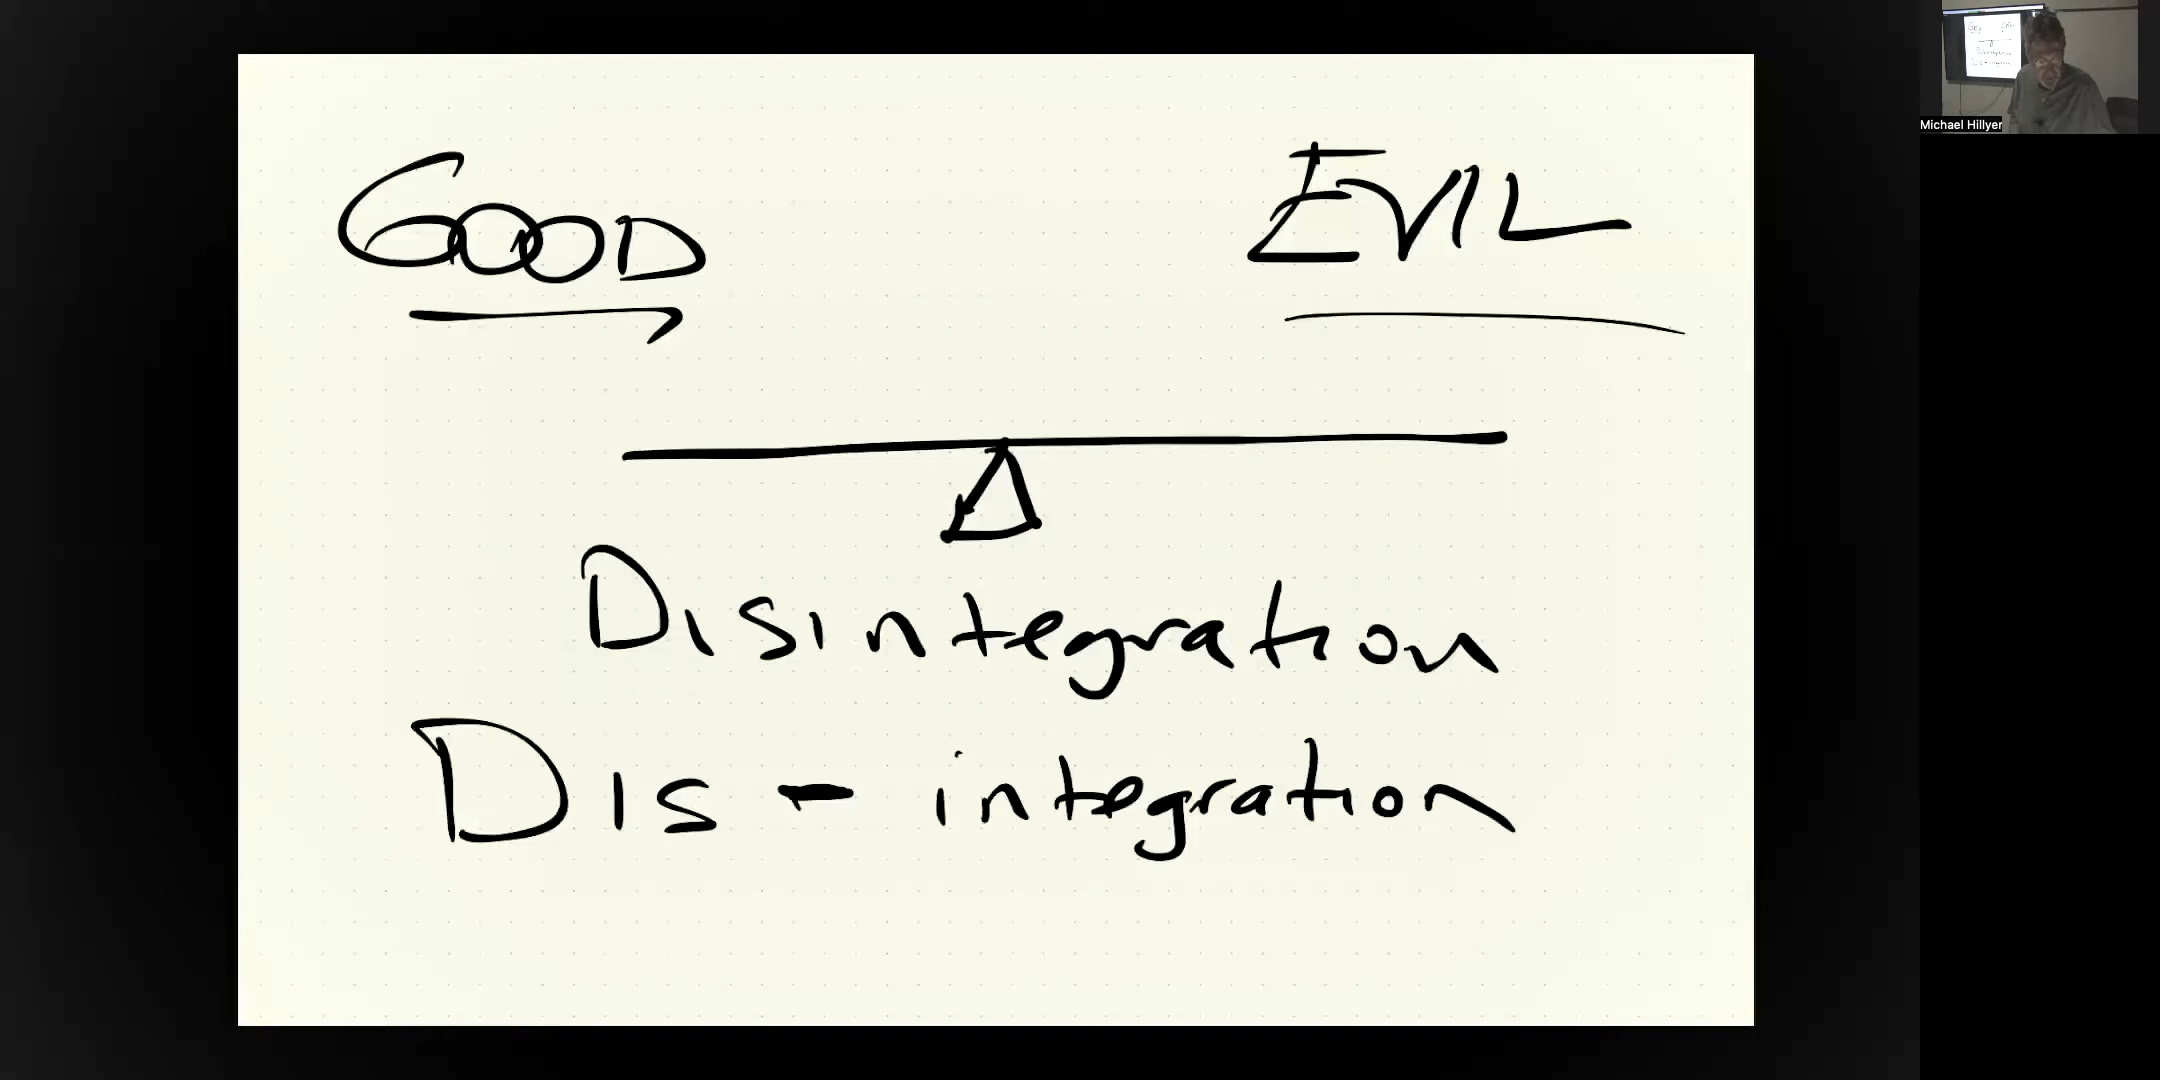 GOOD EVIL
Disintegration
Dis - integration
Michael Hillyer